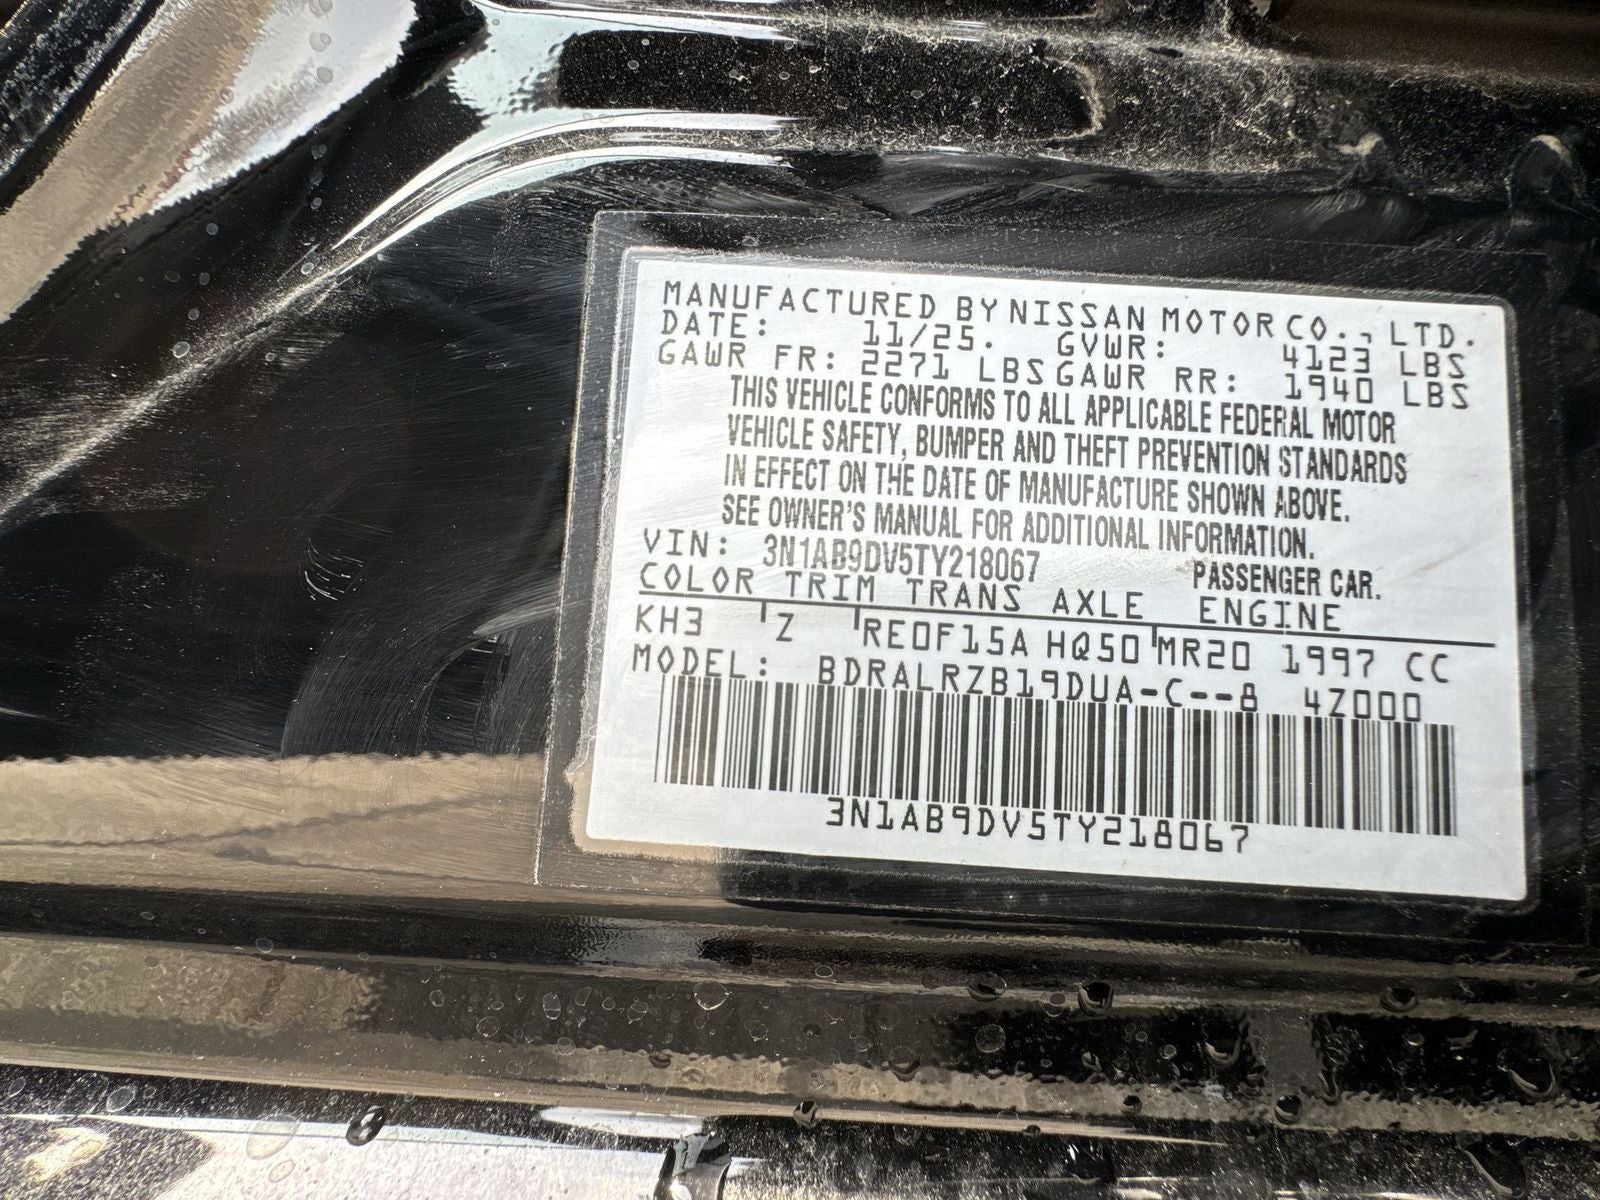 MANUFACTURED BY NISSAN MOTOR CO., LTD.
DATE: 11/25. GVWR: 4123 LBS
GAWR FR: 2271 LBS GAWR RR: 1940 LBS
THIS VEHICLE CONFORMS TO ALL APPLICABLE FEDERAL MOTOR
VEHICLE SAFETY, BUMPER AND THEFT PREVENTION STANDARDS
IN EFFECT ON THE DATE OF MANUFACTURE SHOWN ABOVE.
SEE OWNER'S MANUAL FOR ADDITIONAL INFORMATION.
VIN: 3N1AB9DV5TY218067 PASSENGER CAR.
COLOR TRIM TRANS AXLE ENGINE
KH3 Z RE0F15A HQ50 MR20 1997 CC
MODEL: BDRALRZB19DUA-C--8 4Z000
3N1AB9DV5TY218067